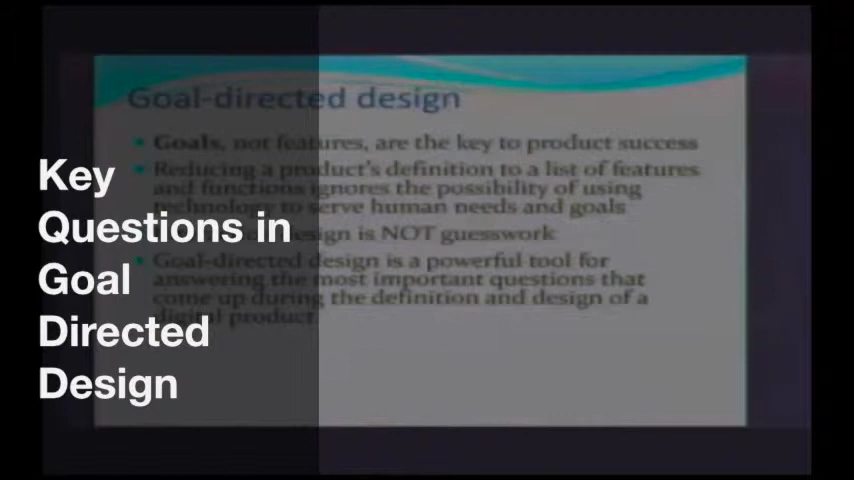 Goal-directed design
Goals, not features, are the key to product success
Reducing a product's definition to a list of features
and functions ignores the possibility of using
technology to serve human needs and goals
design is NOT guesswork
Goal-directed design is a powerful tool for
answering the most important questions that
come up during the definition and design of a
digital product
Key
Questions in
Goal
Directed
Design